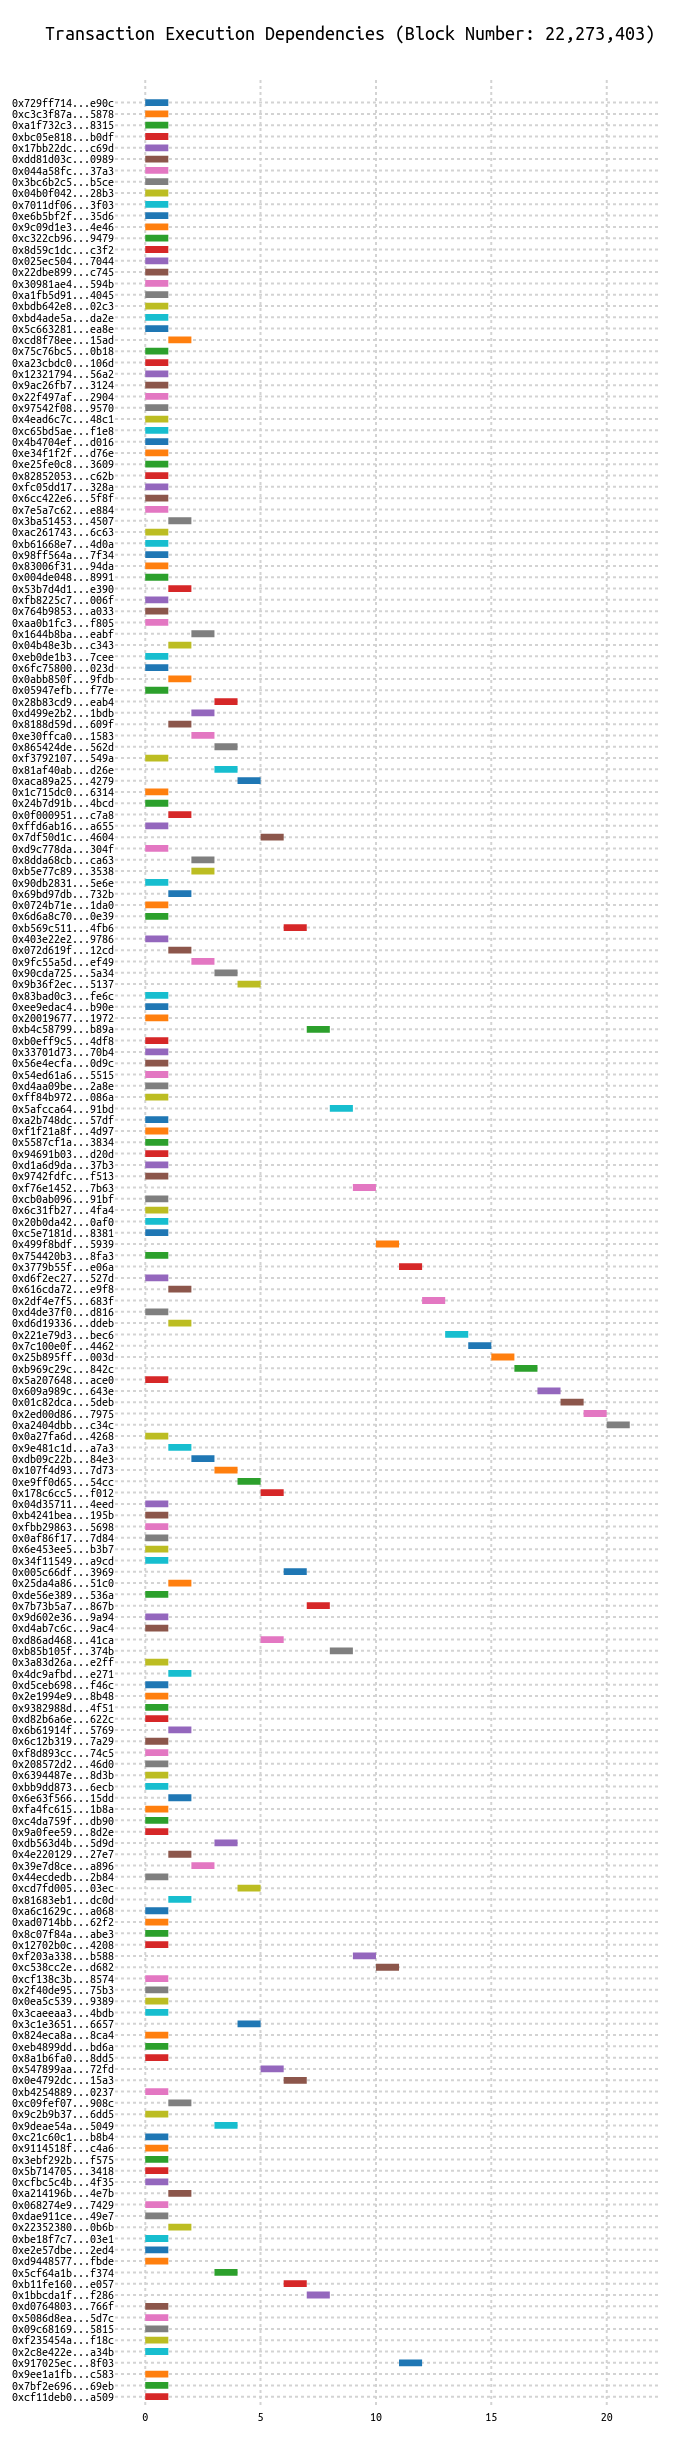 Transaction Execution Dependencies (Block Number: 22,273,403)
0x729ff714...e90c
0xc3c3f87a...5878
0xa1f732c3...8315
0xbc05e818...b0df
0x17bb22dc...c69d
0xdd81d03c...0989
0x044a58fc...37a3
0x3bc6b2c5...b5ce
0x04b0f042...28b3
0x7011df06...3f03
0xe6b5bf2f...35d6
0x9c09d1e3...4e46
0xc322cb96...9479
0x8d59c1dc...c3f2
0x025ec504...7044
0x22dbe899...c745
0x30981ae4...594b
0xa1fb5d91...4045
0xbdb642e8...02c3
0xbd4ade5a...da2e
0x5c663281...ea8e
0xcd8f78ee...15ad
0x75c76bc5...0b18
0xa23cbdc0...106d
0x12321794...56a2
0x9ac26fb7...3124
0x22f497af...2904
0x97542f08...9570
0x4ead6c7c...48c1
0xc65bd5ae...f1e8
0x4b4704ef...d016
0xe34f1f2f...d76e
0xe25fe0c8...3609
0x82852053...c62b
0xfc05dd17...328a
0x6cc422e6...5f8f
0x7e5a7c62...e884
0x3ba51453...4507
0xac261743...6c63
0xb61668e7...4d0a
0x98ff564a...7f34
0x83006f31...94da
0x004de048...8991
0x53b7d4d1...e390
0xfb8225c7...006f
0x764b9853...a033
0xaa0b1fc3...f805
0x1644b8ba...eabf
0x04b48e3b...c343
0xeb0de1b3...7cee
0x6fc75800...023d
0x0abb850f...9fdb
0x05947efb...f77e
0x28b83cd9...eab4
0xd499e2b2...1bdb
0x8188d59d...609f
0xe30ffca0...1583
0x865424de...562d
0xf3792107...549a
0x81af40ab...d26e
0xaca89a25...4279
0x1c715dc0...6314
0x24b7d91b...4bcd
0x0f000951...c7a8
0xffd6ab16...a655
0x7df50d1c...4604
0xd9c778da...304f
0x8dda68cb...ca63
0xb5e77c89...3538
0x90db2831...5e6e
0x69bd97db...732b
0x0724b71e...1da0
0x6d6a8c70...0e39
0xb569c511...4fb6
0x403e22e2...9786
0x072d619f...12cd
0x9fc55a5d...ef49
0x90cda725...5a34
0x9b36f2ec...5137
0x83bad0c3...fe6c
0xee9edac4...b90e
0x20019677...1972
0xb4c58799...b89a
0xb0eff9c5...4df8
0x33701d73...70b4
0x56e4ecfa...0d9c
0x54ed61a6...5515
0xd4aa09be...2a8e
0xff84b972...086a
0x5afcca64...91bd
0xa2b748dc...57df
0xf1f21a8f...4d97
0x5587cf1a...3834
0x94691b03...d20d
0xd1a6d9da...37b3
0x9742fdfc...f513
0xf76e1452...7b63
0xcb0ab096...91bf
0x6c31fb27...4fa4
0x20b0da42...0af0
0xc5e7181d...8381
0x499f8bdf...5939
0x754420b3...8fa3
0x3779b55f...e06a
0xd6f2ec27...527d
0x616cda72...e9f8
0x2df4e7f5...683f
0xd4de37f0...d816
0xd6d19336...ddeb
0x221e79d3...bec6
0x7c100e0f...4462
0x25b895ff...003d
0xb969c29c...842c
0x5a207648...ace0
0x609a989c...643e
0x01c82dca...5deb
0x2ed00d86...7975
0xa2404dbb...c34c
0x0a27fa6d...4268
0x9e481c1d...a7a3
0xdb09c22b...84e3
0x107f4d93...7d73
0xe9ff0d65...54cc
0x178c6cc5...f012
0x04d35711...4eed
0xb4241bea...195b
0xfbb29863...5698
0x0af86f17...7d84
0x6e453ee5...b3b7
0x34f11549...a9cd
0x005c66df...3969
0x25da4a86...51c0
0xde56e389...536a
0x7b73b5a7...867b
0x9d602e36...9a94
0xd4ab7c6c...9ac4
0xd86ad468...41ca
0xb85b105f...374b
0x3a83d26a...e2ff
0x4dc9afbd...e271
0xd5ceb698...f46c
0x2e1994e9...8b48
0x9382988d...4f51
0xd82b6a6e...622c
0x6b61914f...5769
0x6c12b319...7a29
0xf8d893cc...74c5
0x208572d2...46d0
0x6394487e...8d3b
0xbb9dd873...6ecb
0x6e63f566...15dd
0xfa4fc615...1b8a
0xc4da759f...db90
0x9a0fee59...8d2e
0xdb563d4b...5d9d
0x4e220129...27e7
0x39e7d8ce...a896
0x44ecdedb...2b84
0xcd7fd005...03ec
0x81683eb1...dc0d
0xa6c1629c...a068
0xad0714bb...62f2
0x8c07f84a...abe3
0x12702b0c...4208
0xf203a338...b588
0xc538cc2e...d682
0xcf138c3b...8574
0x2f40de95...75b3
0x0ea5c539...9389
0x3caeeaa3...4bdb
0x3c1e3651...6657
0x824eca8a...8ca4
0xeb4899dd...bd6a
0x8a1b6fa0...8dd5
0x547899aa...72fd
0x0e4792dc...15a3
0xb4254889...0237
0xc09fef07...908c
0x9c2b9b37...6dd5
0x9deae54a...5049
0xc21c60c1...b8b4
0x9114518f...c4a6
0x3ebf292b...f575
0x5b714705...3418
0xcfbc5c4b...4f35
0xa214196b...4e7b
0x068274e9...7429
0xdae911ce...49e7
0x22352380...0b6b
0xbe18f7c7...03e1
0xe2e57dbe...2ed4
0xd9448577...fbde
0x5cf64a1b...f374
0xb11fe160...e057
0x1bbcda1f...f286
0xd0764803...766f
0x5086d8ea...5d7c
0x09c68169...5815
0xf235454a...f18c
0x2c8e422e...a34b
0x917025ec...8f03
0x9ee1a1fb...c583
0x7bf2e696...69eb
0xcf11deb0...a509
0 5 10 15 20